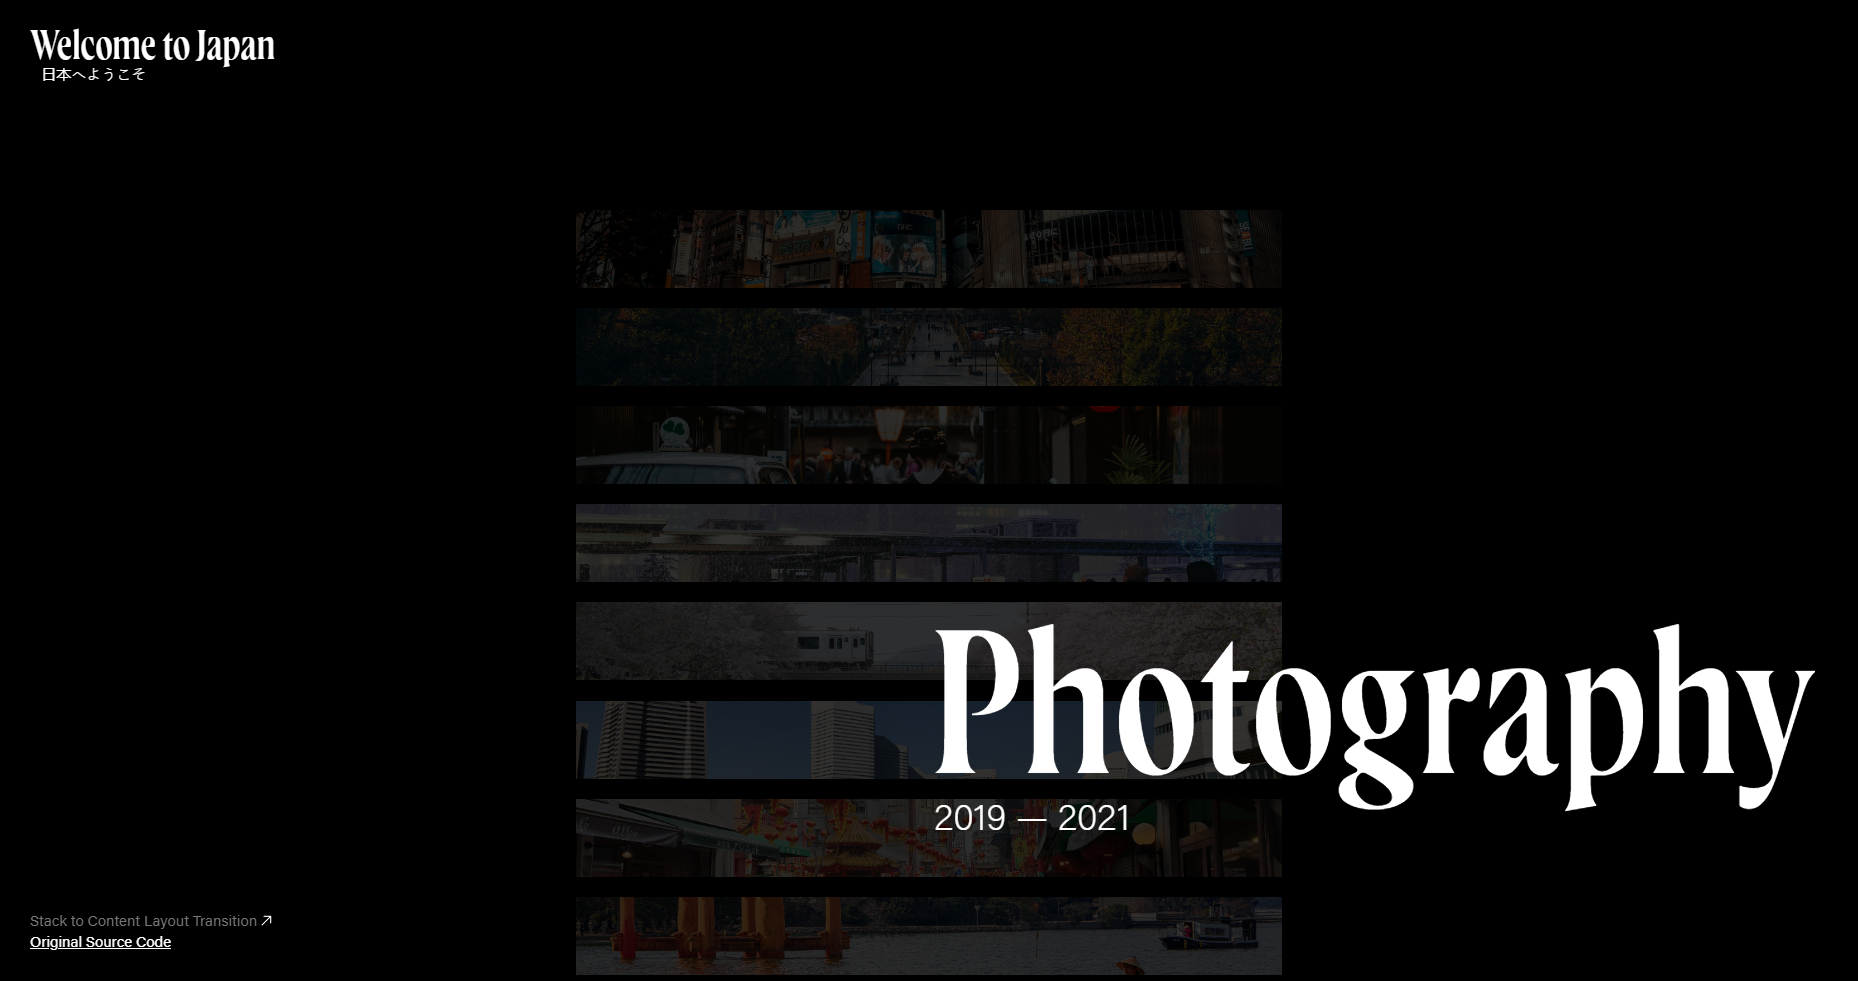 Welcome to Japan
日本へようこそ
Photography
2019 — 2021
Stack to Content Layout Transition
Original Source Code